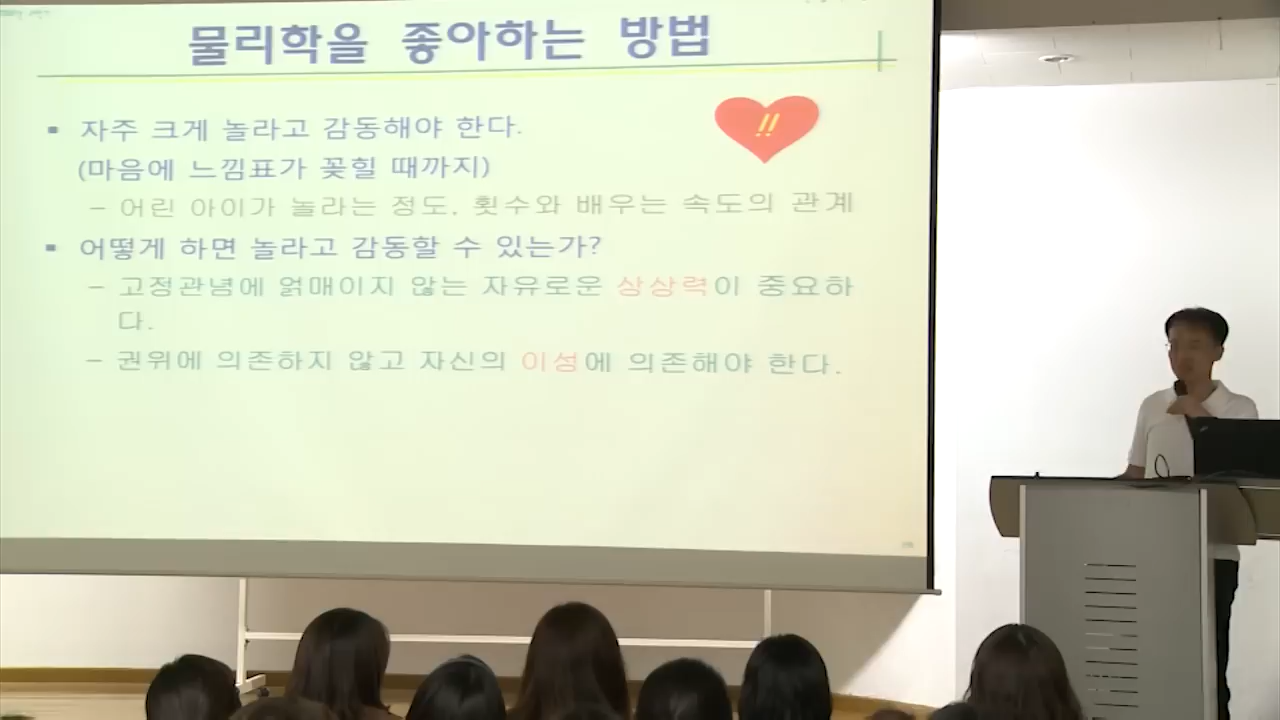 물리학을 좋아하는 방법
!!
▪ 자주 크게 놀라고 감동해야 한다.
(마음에 느낌표가 꽂힐 때까지)
– 어린 아이가 놀라는 정도, 횟수와 배우는 속도의 관계
▪ 어떻게 하면 놀라고 감동할 수 있는가?
– 고정관념에 얽매이지 않는 자유로운 상상력이 중요하
다.
– 권위에 의존하지 않고 자신의 이성에 의존해야 한다.